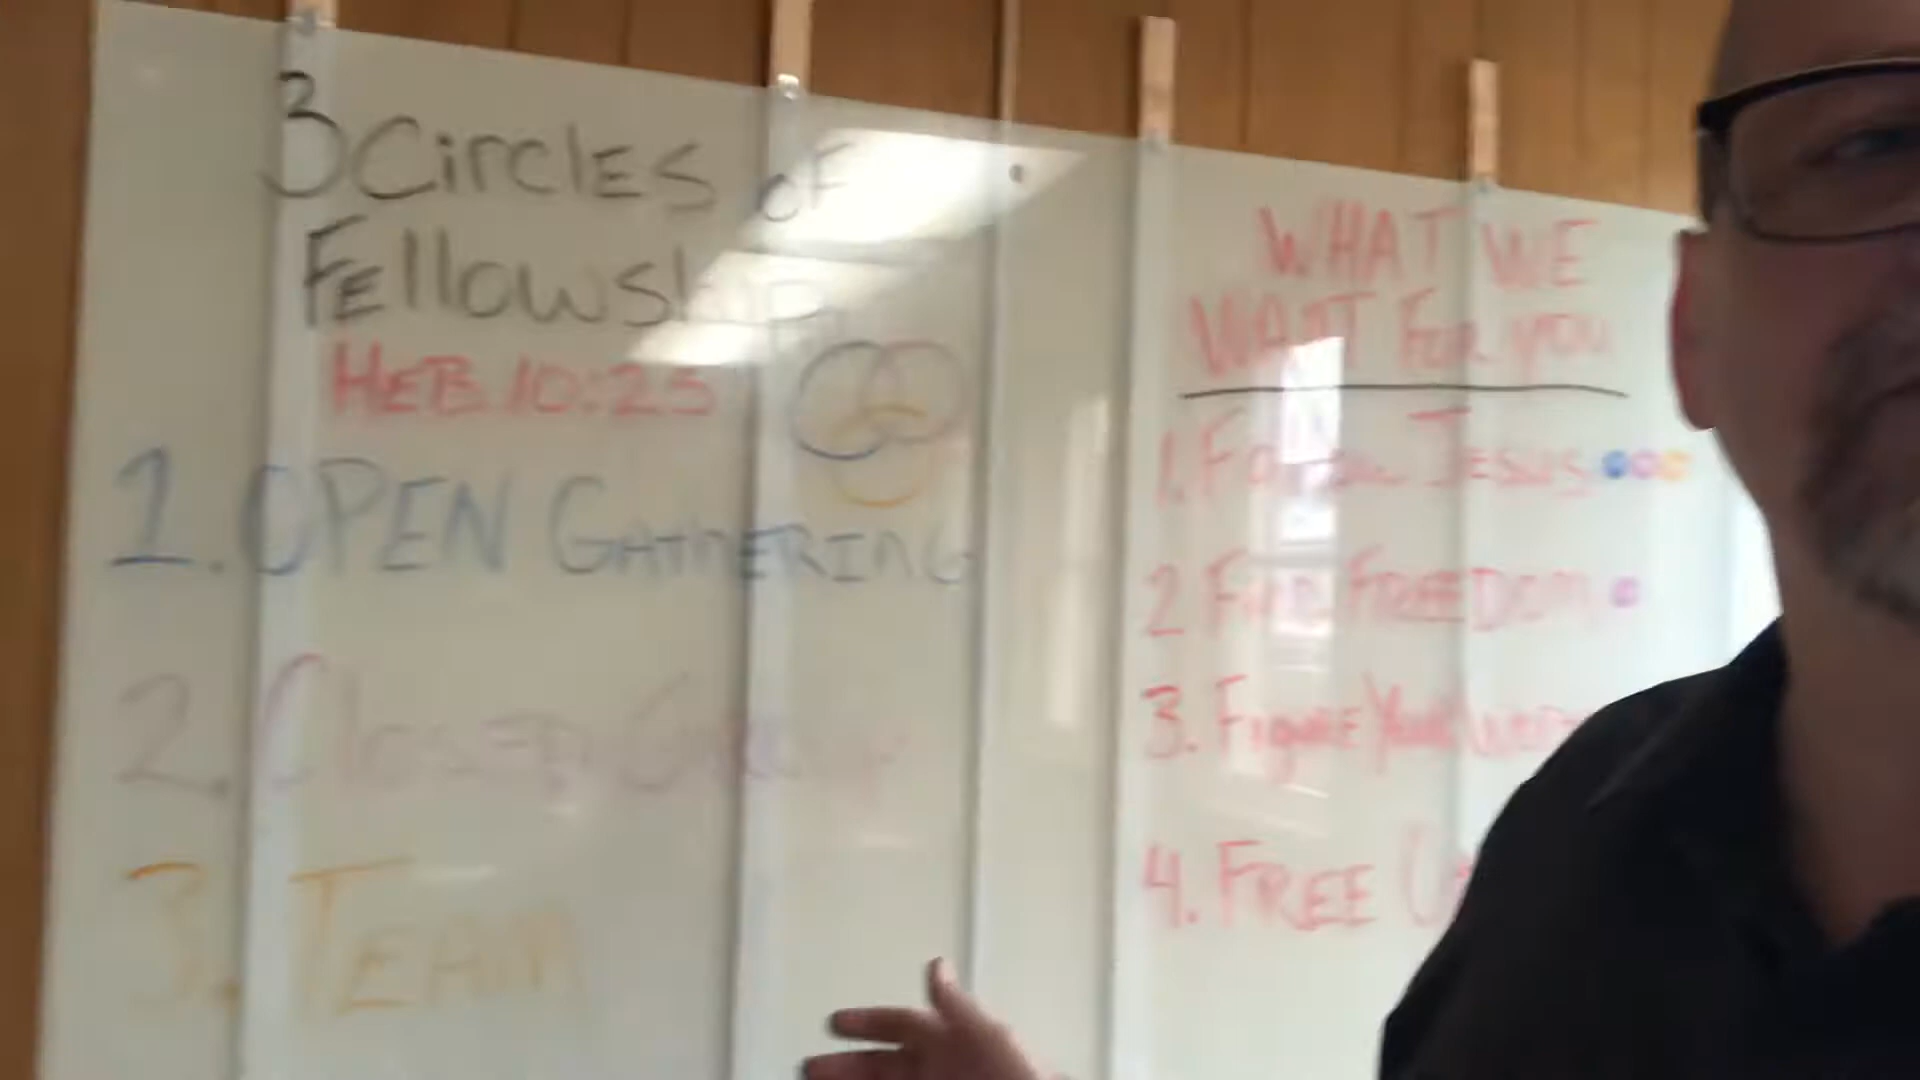 3 Circles of
Fellowship
HEB. 10:25
1. OPEN GATHERING
2. Closed Group
3. TEAM
WHAT WE
WANT For you
1. Follow Jesus
2 Find FREEDOM
3. Figure Your
4. FREE